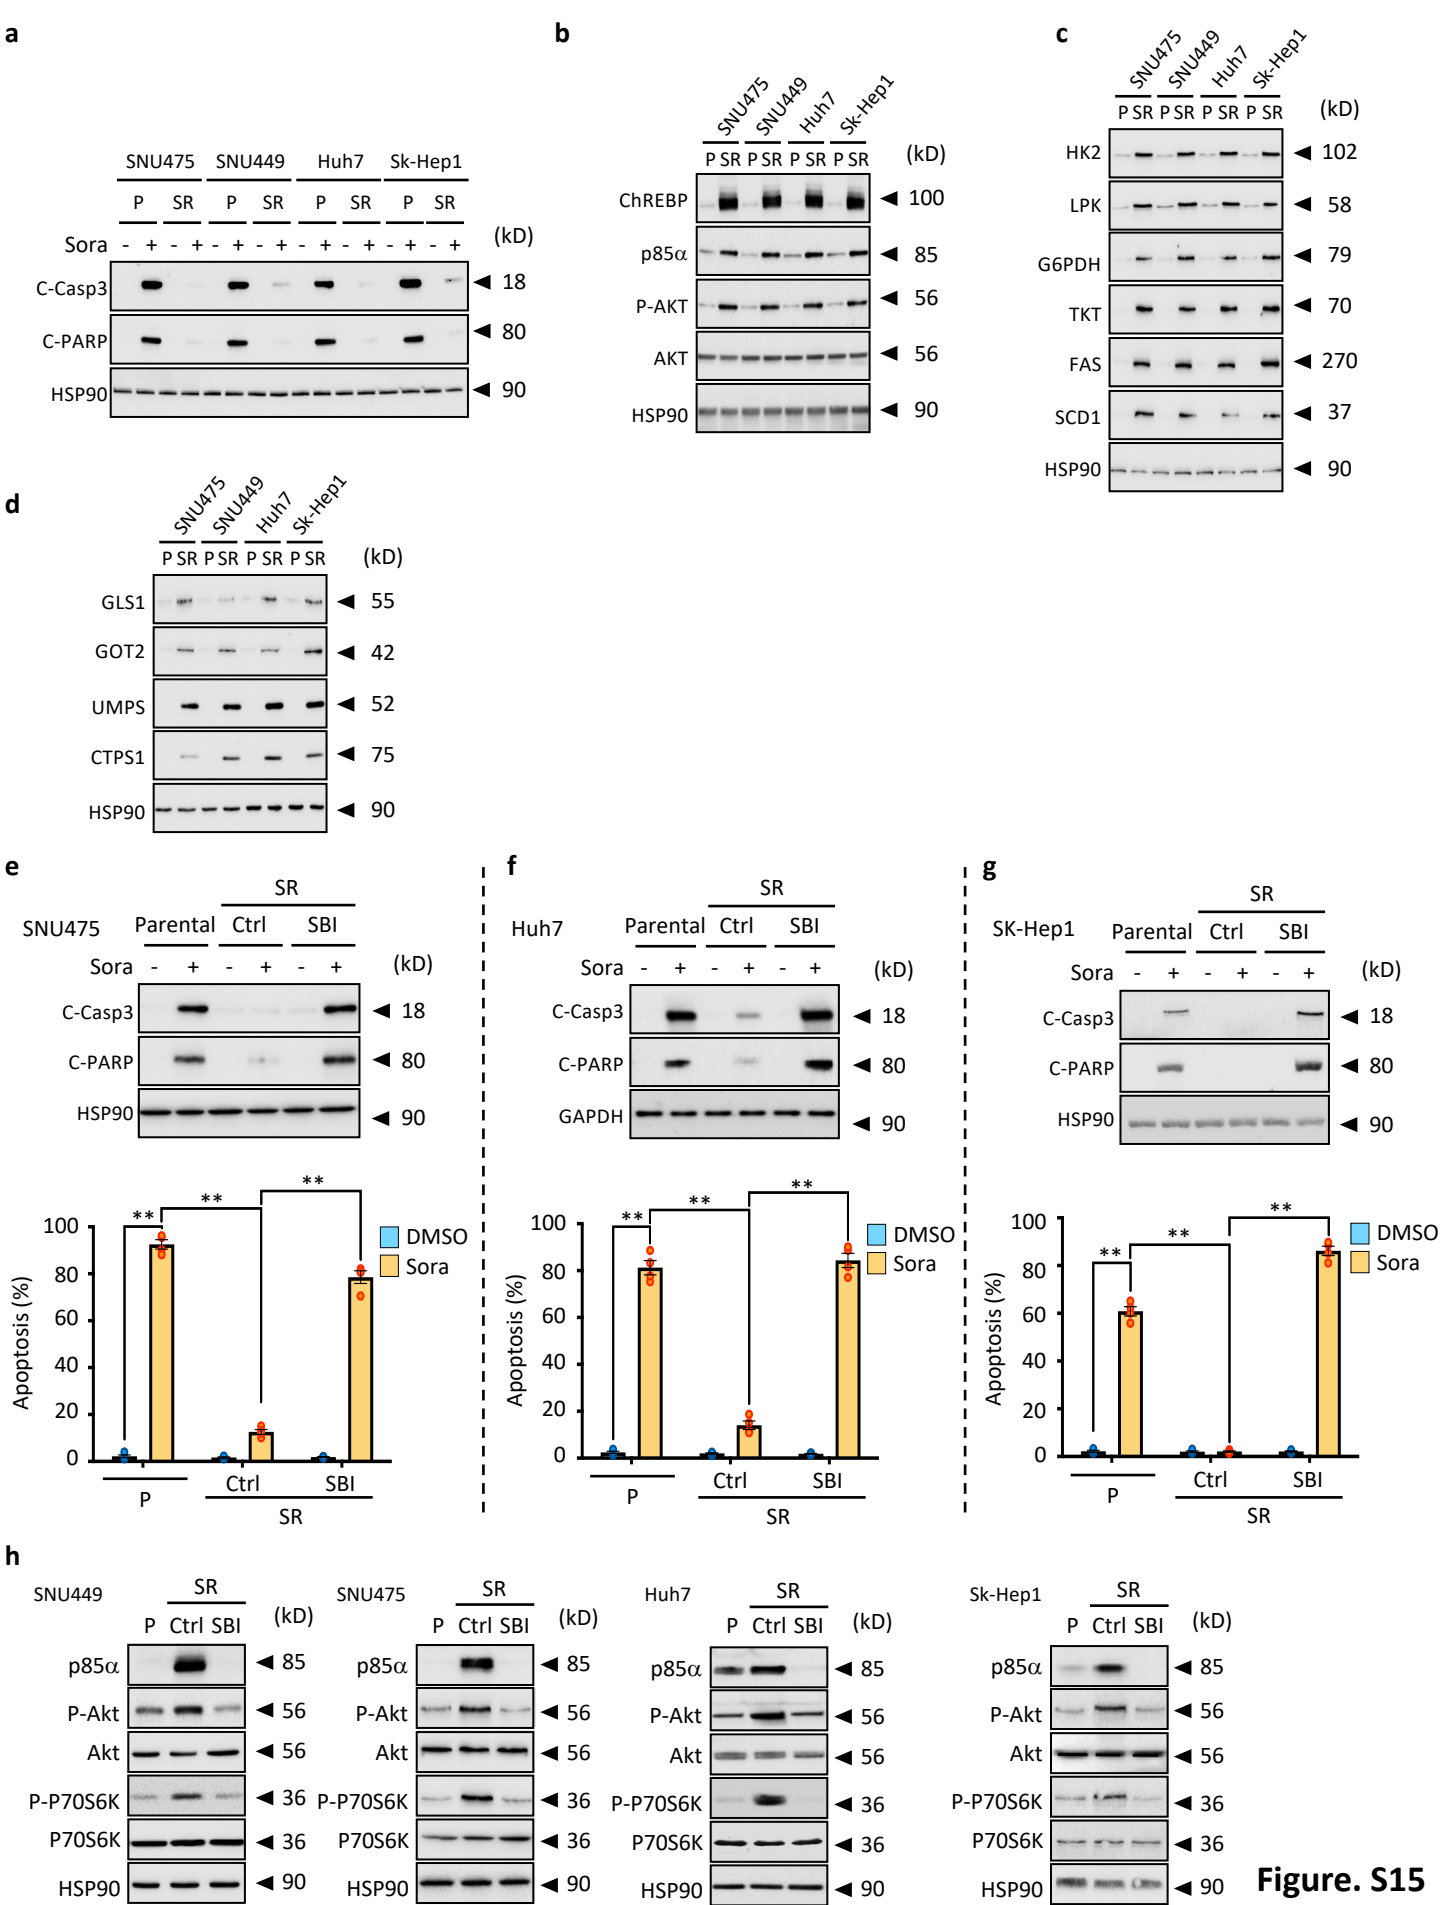 a
SNU475 SNU449 Huh7 Sk-Hep1
P SR P SR P SR P SR
Sora - + - + - + - + - + - + - + - + (kD)
C-Casp3 18
C-PARP 80
HSP90 90
b
SNU475 SNU449 Huh7 Sk-Hep1
P SR P SR P SR P SR (kD)
ChREBP 100
p85α 85
P-AKT 56
AKT 56
HSP90 90
c
SNU475 SNU449 Huh7 Sk-Hep1
P SR P SR P SR P SR (kD)
HK2 102
LPK 58
G6PDH 79
TKT 70
FAS 270
SCD1 37
HSP90 90
d
SNU475 SNU449 Huh7 Sk-Hep1
P SR P SR P SR P SR (kD)
GLS1 55
GOT2 42
UMPS 52
CTPS1 75
HSP90 90
e
SR
SNU475 Parental Ctrl SBI
Sora - + - + - + (kD)
C-Casp3 18
C-PARP 80
HSP90 90
** ** **
Apoptosis (%)
100
80
60
40
20
0
DMSO
Sora
Ctrl SBI
P
SR
f
SR
Huh7 Parental Ctrl SBI
Sora - + - + - + (kD)
C-Casp3 18
C-PARP 80
GAPDH 90
** ** **
Apoptosis (%)
100
80
60
40
20
0
DMSO
Sora
Ctrl SBI
P
SR
g
SR
SK-Hep1 Parental Ctrl SBI
Sora - + - + - + (kD)
C-Casp3 18
C-PARP 80
HSP90 90
** ** **
Apoptosis (%)
100
80
60
40
20
0
DMSO
Sora
Ctrl SBI
P
SR
h
SNU449 SR
P Ctrl SBI (kD)
p85α 85
P-Akt 56
Akt 56
P-P70S6K 36
P70S6K 36
HSP90 90
SNU475 SR
P Ctrl SBI (kD)
p85α 85
P-Akt 56
Akt 56
P-P70S6K 36
P70S6K 36
HSP90 90
Huh7 SR
P Ctrl SBI (kD)
p85α 85
P-Akt 56
Akt 56
P-P70S6K 36
P70S6K 36
HSP90 90
Sk-Hep1 SR
P Ctrl SBI (kD)
p85α 85
P-Akt 56
Akt 56
P-P70S6K 36
P70S6K 36
HSP90 90
Figure. S15